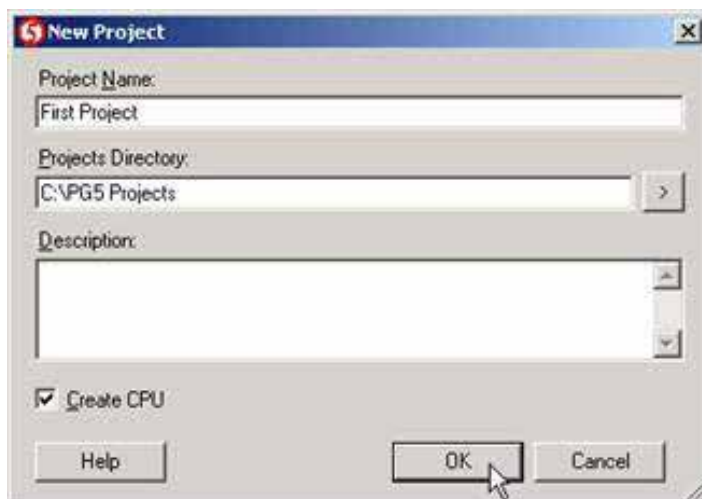 New Project
Project Name:
First Project
Projects Directory:
C:\PG5 Projects
>
Description:
Create CPU
Help OK Cancel